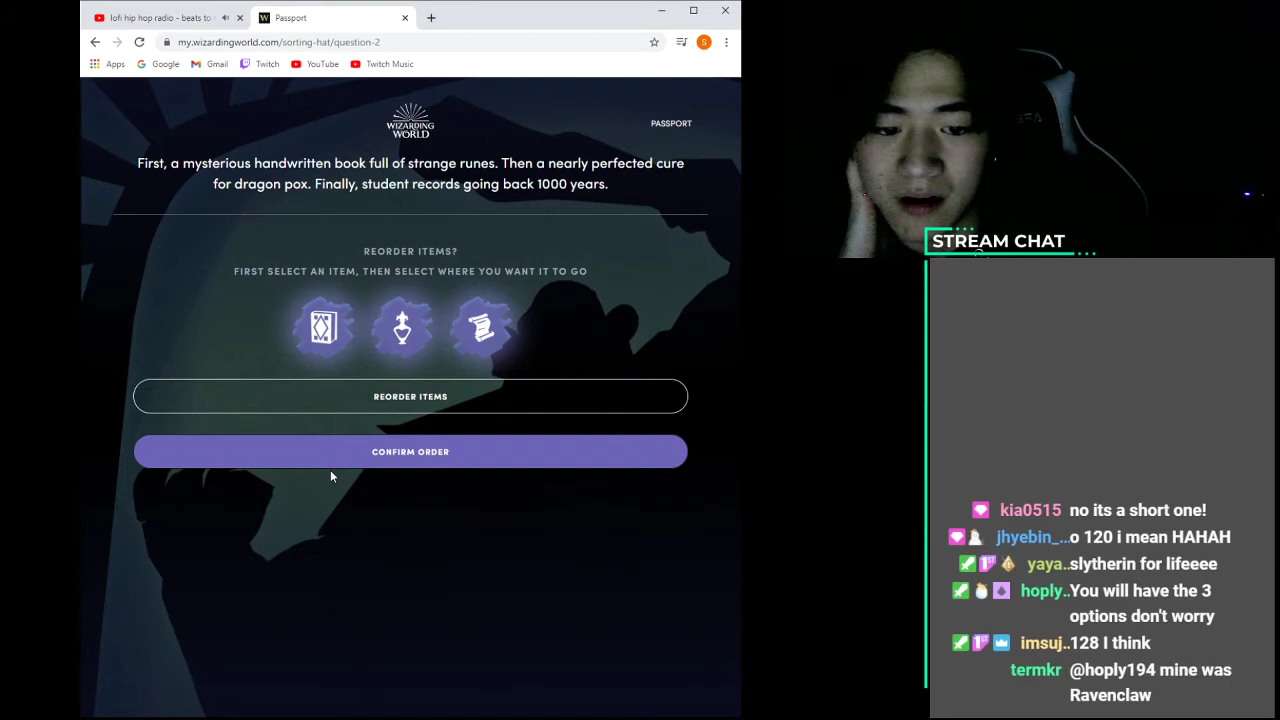 lofi hip hop radio - beats to
Passport
my.wizardingworld.com/sorting-hat/question-2
S
Apps
Google
Gmail
Twitch
YouTube
Twitch Music
WIZARDING
WORLD
PASSPORT
First, a mysterious handwritten book full of strange runes. Then a nearly perfected cure
for dragon pox. Finally, student records going back 1000 years.
REORDER ITEMS?
FIRST SELECT AN ITEM, THEN SELECT WHERE YOU WANT IT TO GO
REORDER ITEMS
CONFIRM ORDER
STREAM CHAT
kia0515 no its a short one!
jhyebin_... o 120 i mean HAHAH
yaya.. slytherin for lifeeee
hoply.. You will have the 3
options don't worry
imsuj.. 128 I think
termkr @hoply194 mine was
Ravenclaw